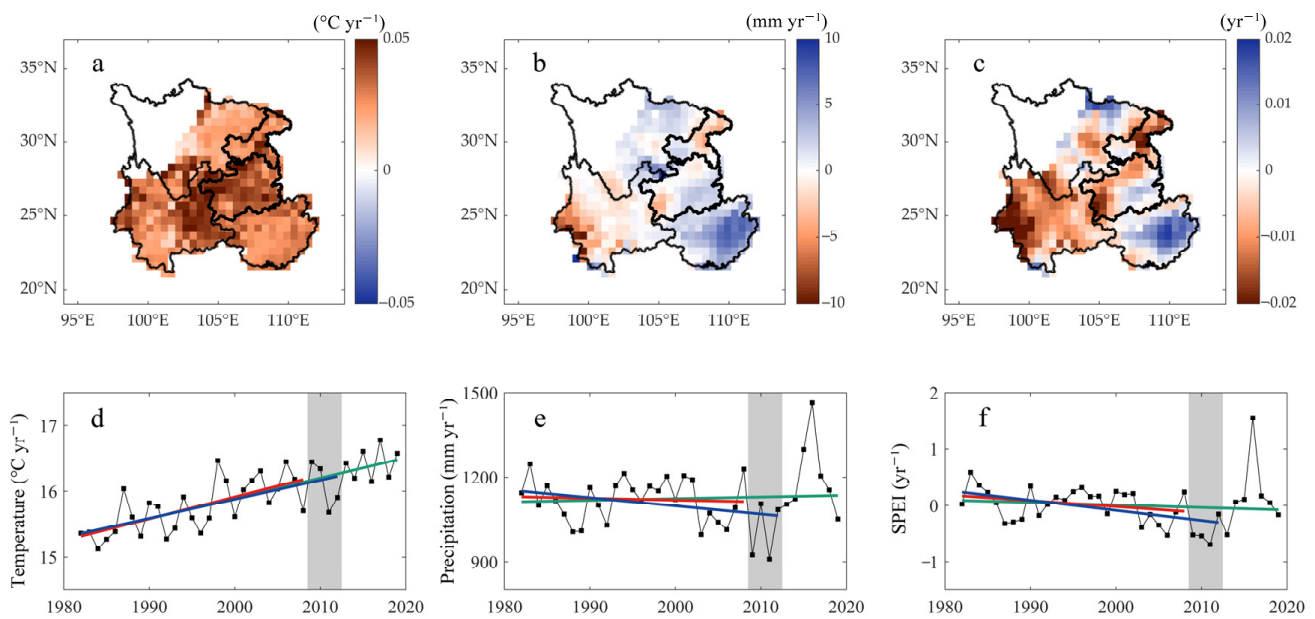 (°C yr⁻¹)
(mm yr⁻¹)
(yr⁻¹)
a
35°N
30°N
25°N
20°N
95°E 100°E 105°E 110°E
0.05
0
−0.05
b
35°N
30°N
25°N
20°N
95°E 100°E 105°E 110°E
10
5
0
−5
−10
c
35°N
30°N
25°N
20°N
95°E 100°E 105°E 110°E
0.02
0.01
0
−0.01
−0.02
d
Temperature (°C yr⁻¹)
17
16
15
1980 1990 2000 2010 2020
e
Precipitation (mm yr⁻¹)
1500
1200
900
1980 1990 2000 2010 2020
f
SPEI (yr⁻¹)
2
1
0
−1
1980 1990 2000 2010 2020